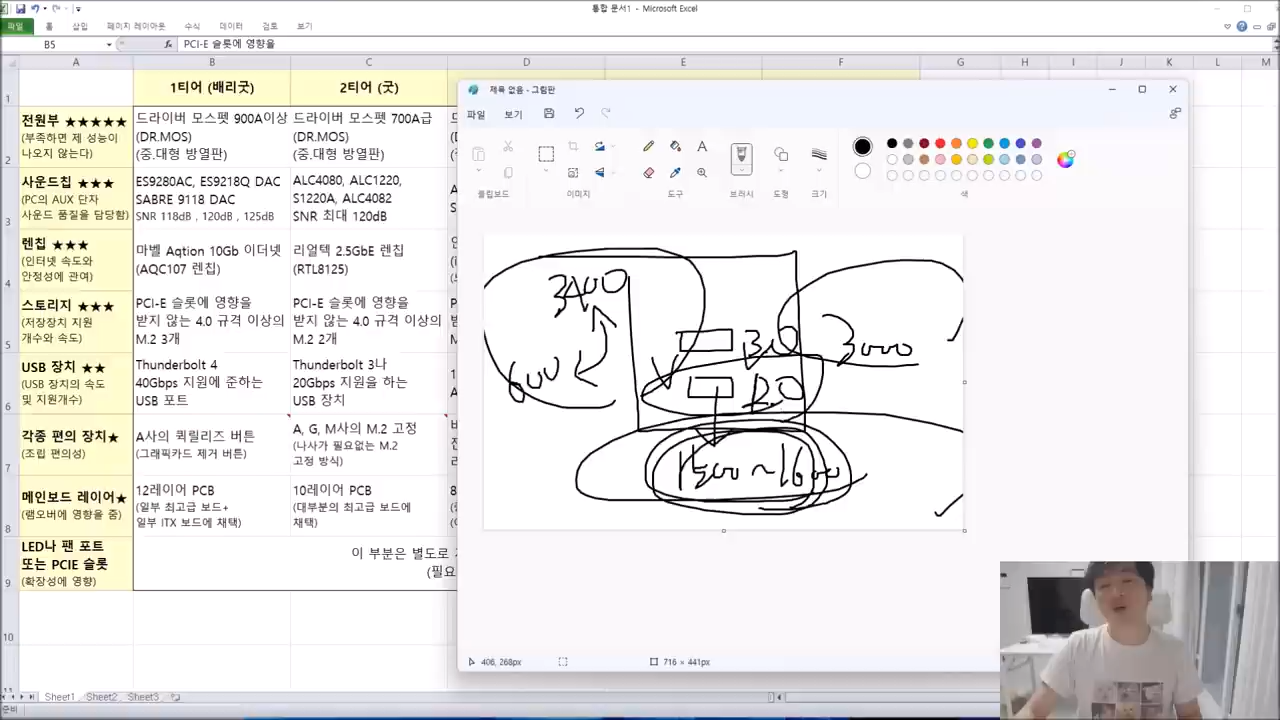 통합 문서1 - Microsoft Excel
파일 홈 삽입 페이지 레이아웃 수식 데이터 검토 보기
B5 fx PCI-E 슬롯에 영향을
A B C D E F G H I J K L M
1
1티어 (배리굿) 2티어 (굿)
전원부 ★★★★★
(부족하면 제 성능이
나오지 않는다)
2
드라이버 모스펫 900A이상
(DR.MOS)
(중.대형 방열판)
드라이버 모스펫 700A급
(DR.MOS)
(중.대형 방열판)
사운드칩 ★★★
(PC의 AUX 단자
사운드 품질을 담당함)
3
ES9280AC, ES9218Q DAC
SABRE 9118 DAC
SNR 118dB , 120dB , 125dB
ALC4080, ALC1220,
S1220A, ALC4082
SNR 최대 120dB
렌칩 ★★★
(인터넷 속도와
안정성에 관여)
4
마벨 Aqtion 10Gb 이더넷
(AQC107 렌칩)
리얼텍 2.5GbE 렌칩
(RTL8125)
스토리지 ★★★
(저장장치 지원
개수와 속도)
5
PCI-E 슬롯에 영향을
받지 않는 4.0 규격 이상의
M.2 3개
PCI-E 슬롯에 영향을
받지 않는 4.0 규격 이상의
M.2 2개
USB 장치 ★★
(USB 장치의 속도
및 지원개수)
6
Thunderbolt 4
40Gbps 지원에 준하는
USB 포트
Thunderbolt 3나
20Gbps 지원을 하는
USB 장치
각종 편의 장치★
(조립 편의성)
7
A사의 퀵릴리즈 버튼
(그래픽카드 제거 버튼)
A, G, M사의 M.2 고정
(나사가 필요없는 M.2
고정 방식)
메인보드 레이어★
(램오버에 영향을 줌)
8
12레이어 PCB
(일부 최고급 보드+
일부 ITX 보드에 채택)
10레이어 PCB
(대부분의 최고급 보드에
채택)
LED나 팬 포트
또는 PCIE 슬롯
(확장성에 영향)
9
이 부분은 별도로
(필요
10
11
Sheet1 Sheet2 Sheet3
준비
제목 없음 - 그림판
파일 보기
클립보드 이미지 도구 브러시 도형 크기 색
3400
600
3.0
3000
2.0
1500~1600
406, 268px
716 × 441px